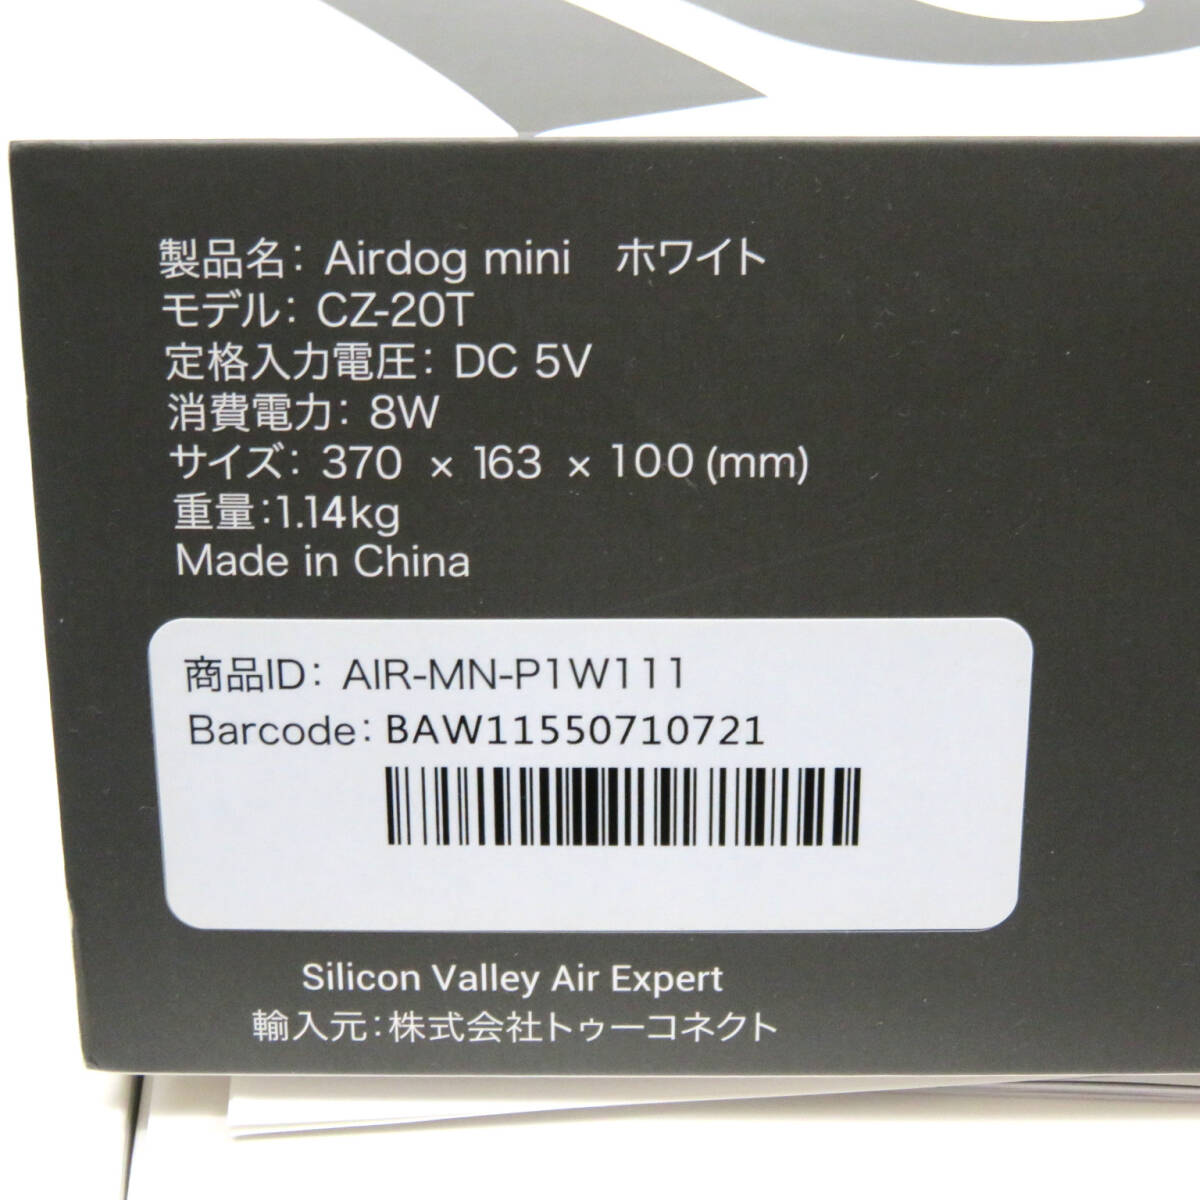 製品名： Airdog mini　ホワイト
モデル： CZ-20T
定格入力電圧： DC 5V
消費電力： 8W
サイズ： 370 × 163 × 100 (mm)
重量：1.14kg
Made in China
商品ID： AIR-MN-P1W111
Barcode： BAW11550710721
Silicon Valley Air Expert
輸入元：株式会社トゥーコネクト